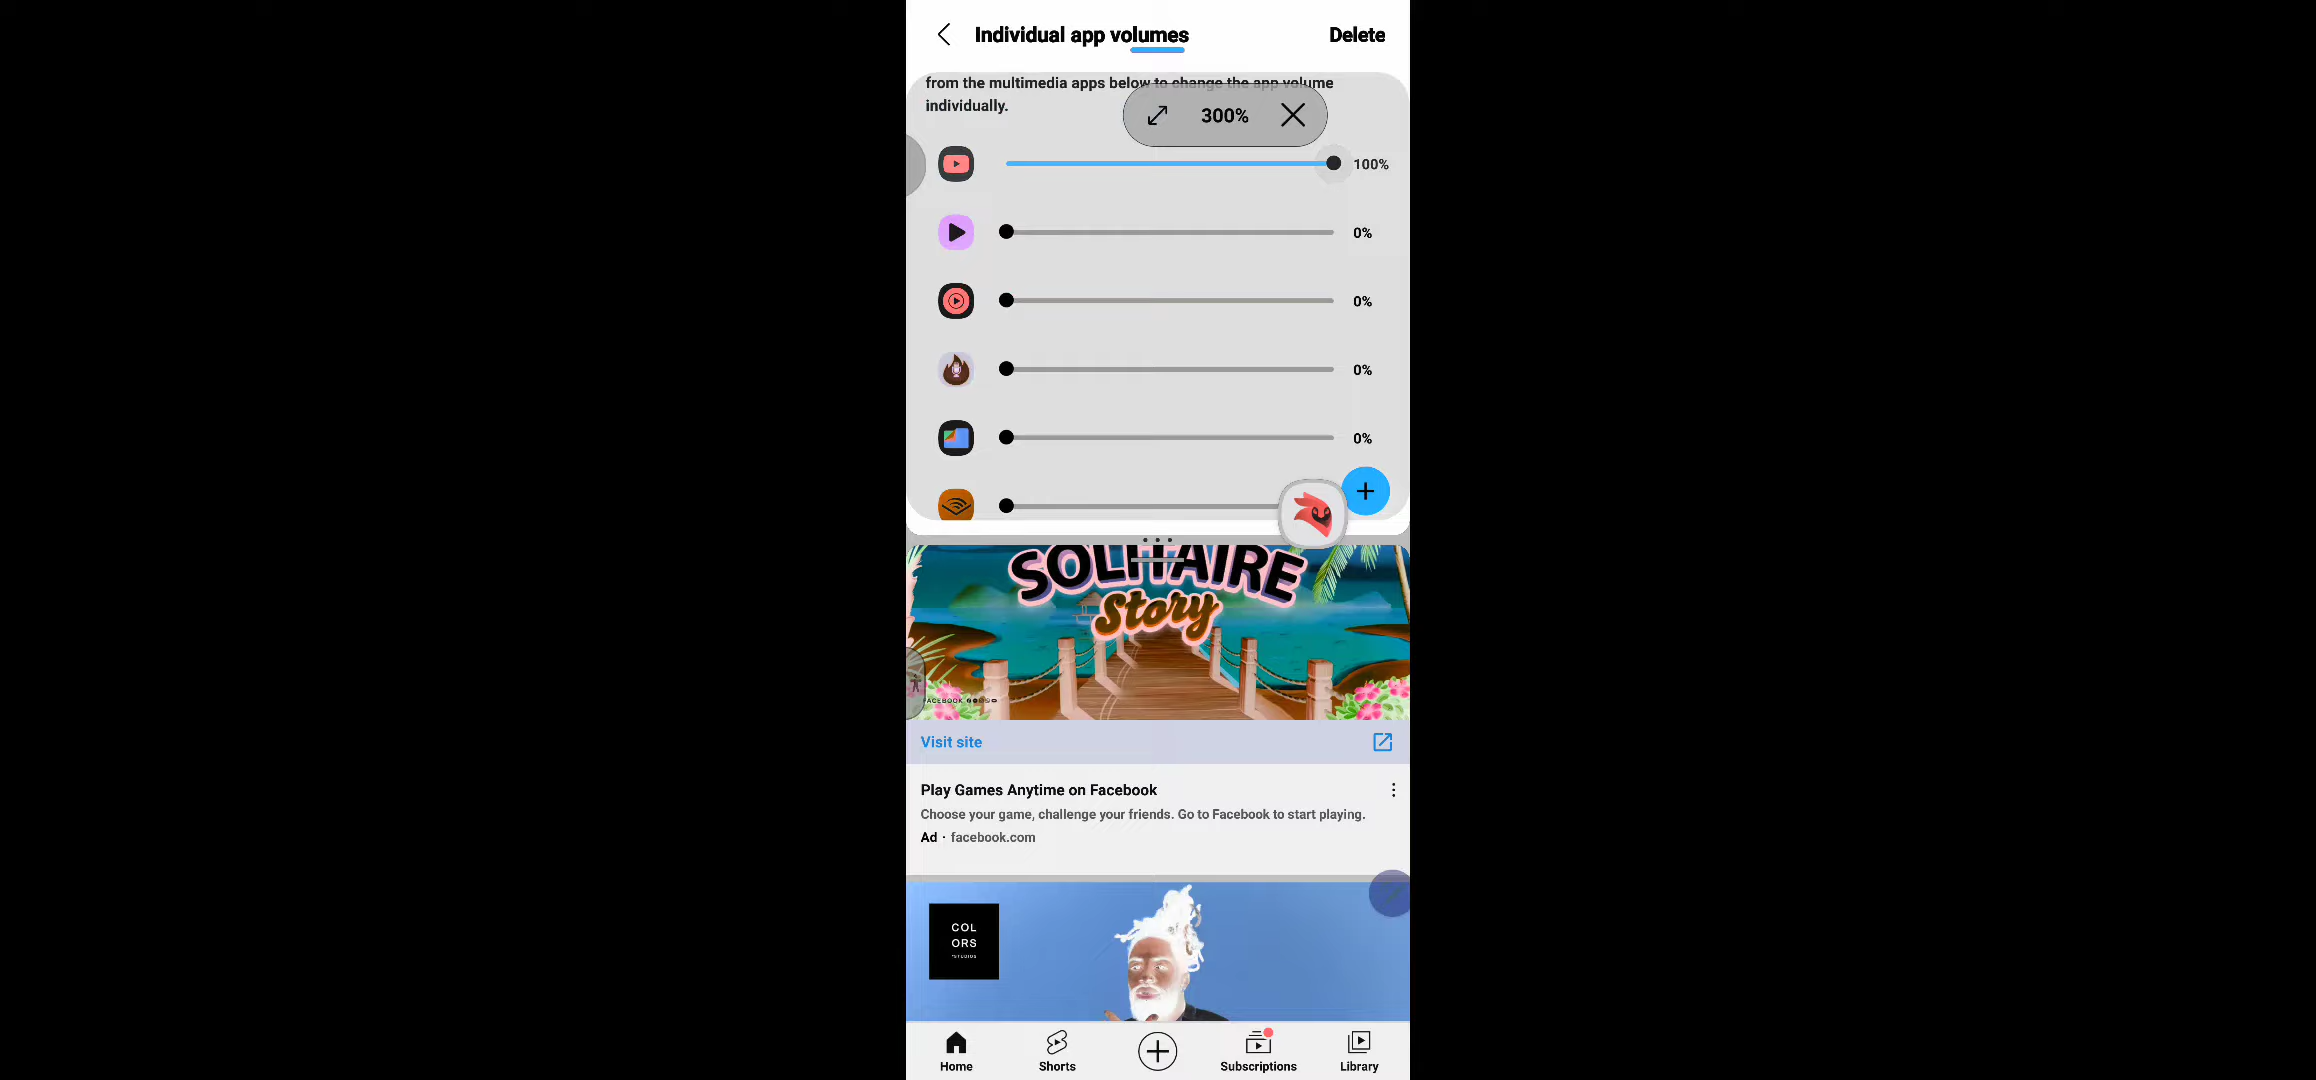 Individual app volumes
Delete
from the multimedia apps below to change the app volume
individually.
300%
100%
0%
0%
0%
0%
SOLITAIRE
Story
FACEBOOK
Visit site
Play Games Anytime on Facebook
Choose your game, challenge your friends. Go to Facebook to start playing.
Ad · facebook.com
COL
ORS
*STUDIOS
Home
Shorts
Subscriptions
Library